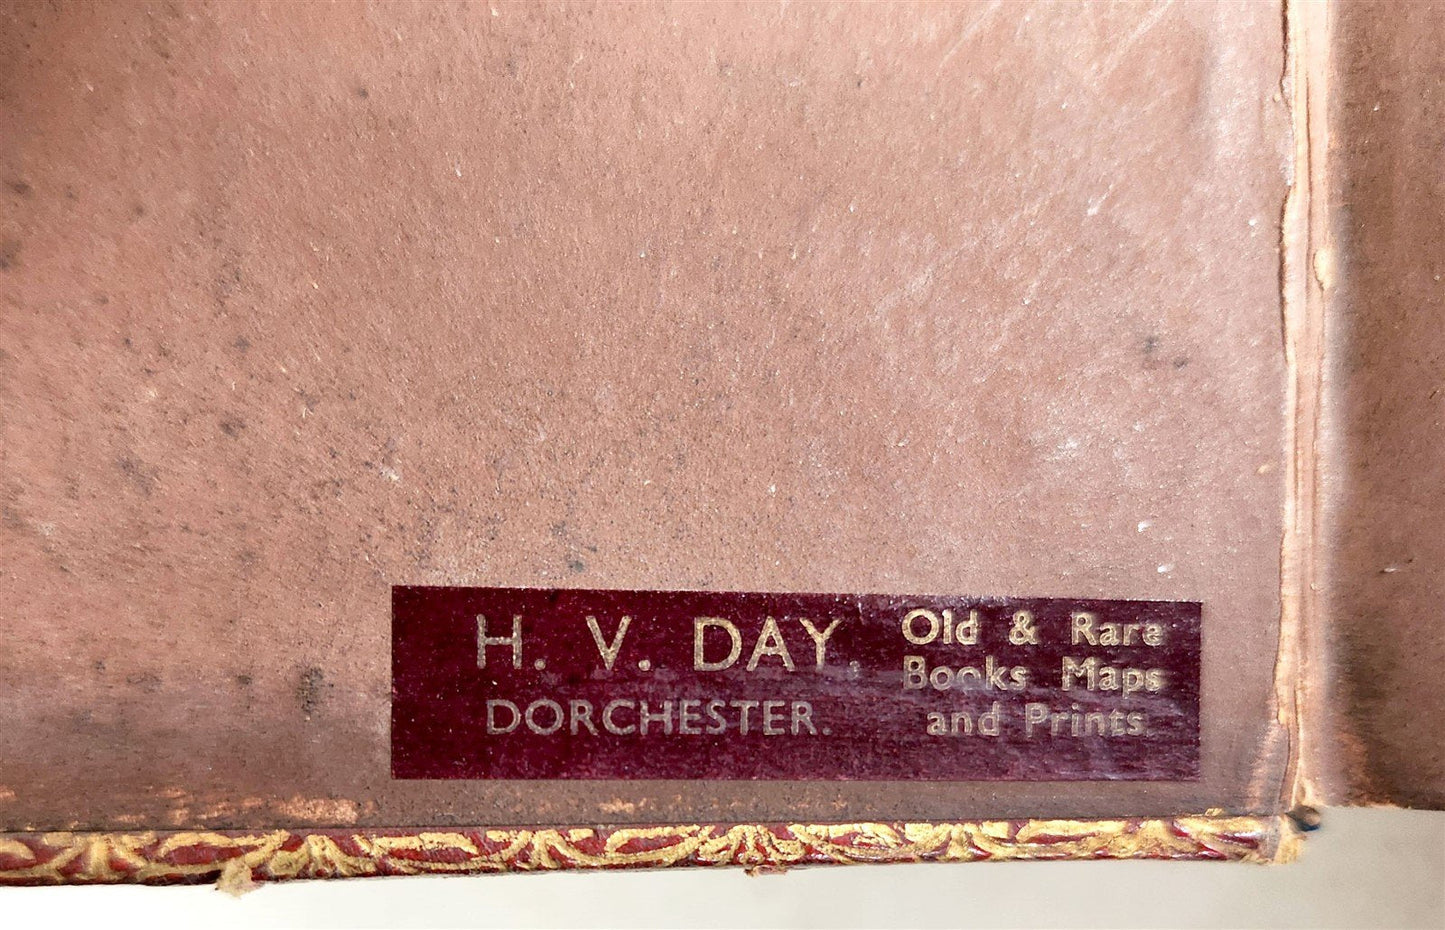 H. V. DAY,
DORCHESTER.
Old & Rare
Books Maps
and Prints.